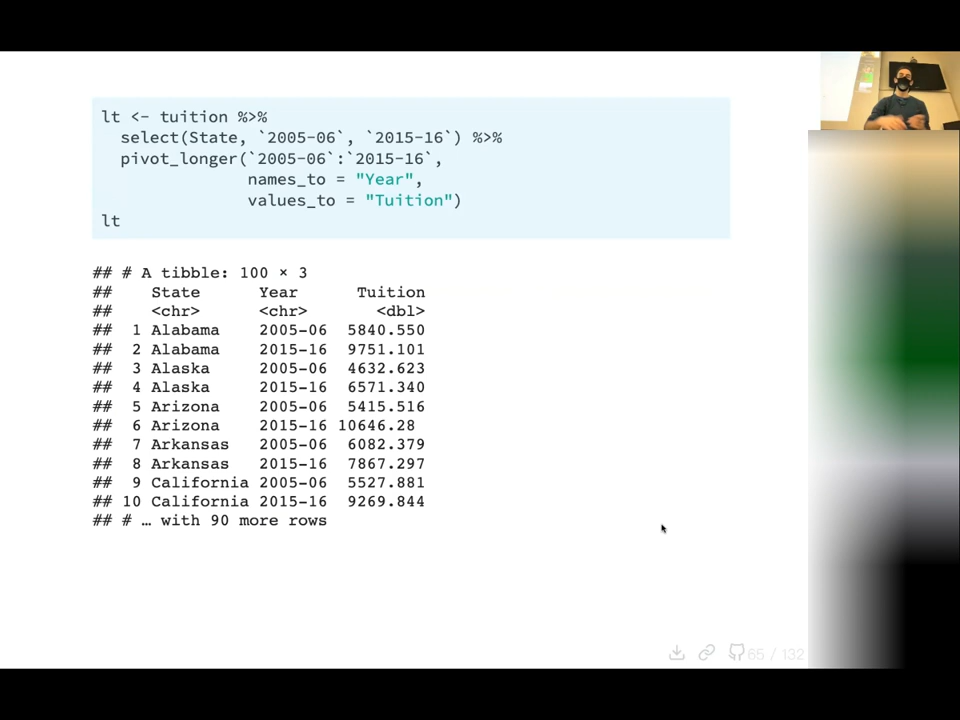 lt <- tuition %>%
  select(State, `2005-06`, `2015-16`) %>%
  pivot_longer(`2005-06`:`2015-16`,
               names_to = "Year",
               values_to = "Tuition")
lt
## # A tibble: 100 × 3
##    State      Year       Tuition
##    <chr>      <chr>        <dbl>
##  1 Alabama    2005-06  5840.550
##  2 Alabama    2015-16  9751.101
##  3 Alaska     2005-06  4632.623
##  4 Alaska     2015-16  6571.340
##  5 Arizona    2005-06  5415.516
##  6 Arizona    2015-16 10646.28
##  7 Arkansas   2005-06  6082.379
##  8 Arkansas   2015-16  7867.297
##  9 California 2005-06  5527.881
## 10 California 2015-16  9269.844
## # … with 90 more rows
65 / 132